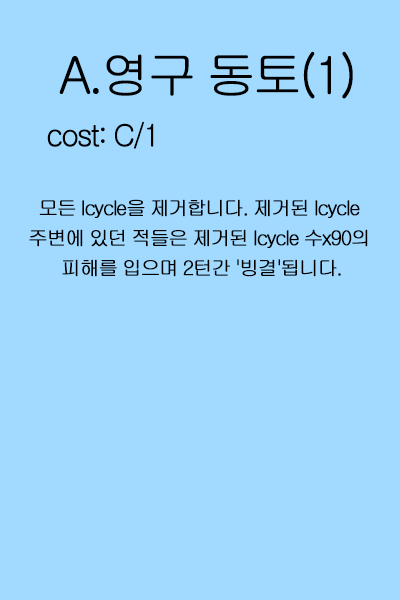 A.영구 동토(1)
cost: C/1
모든 Icycle을 제거합니다. 제거된 Icycle
주변에 있던 적들은 제거된 Icycle 수x90의
피해를 입으며 2턴간 '빙결'됩니다.